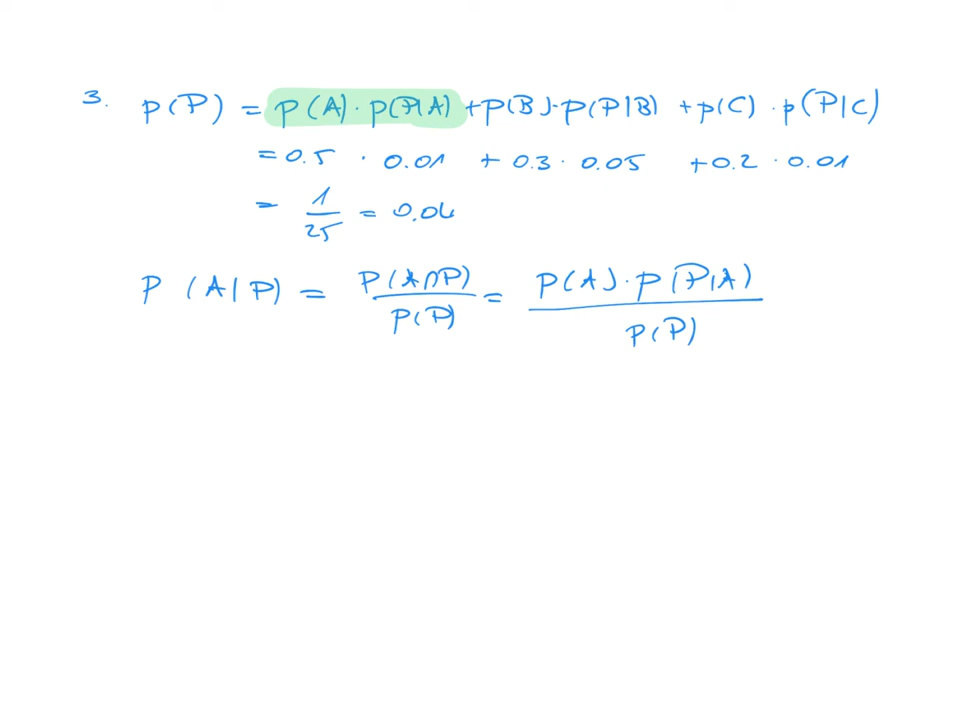 3. p(P) = p(A) · p(P|A) + p(B) · p(P|B) + p(C) · p(P|C)
= 0.5 · 0.01 + 0.3 · 0.05 + 0.2 · 0.01
= 1/25 = 0.04
P (A|P) = P(A∩P)/P(P) = P(A) · P(P|A)/P(P)